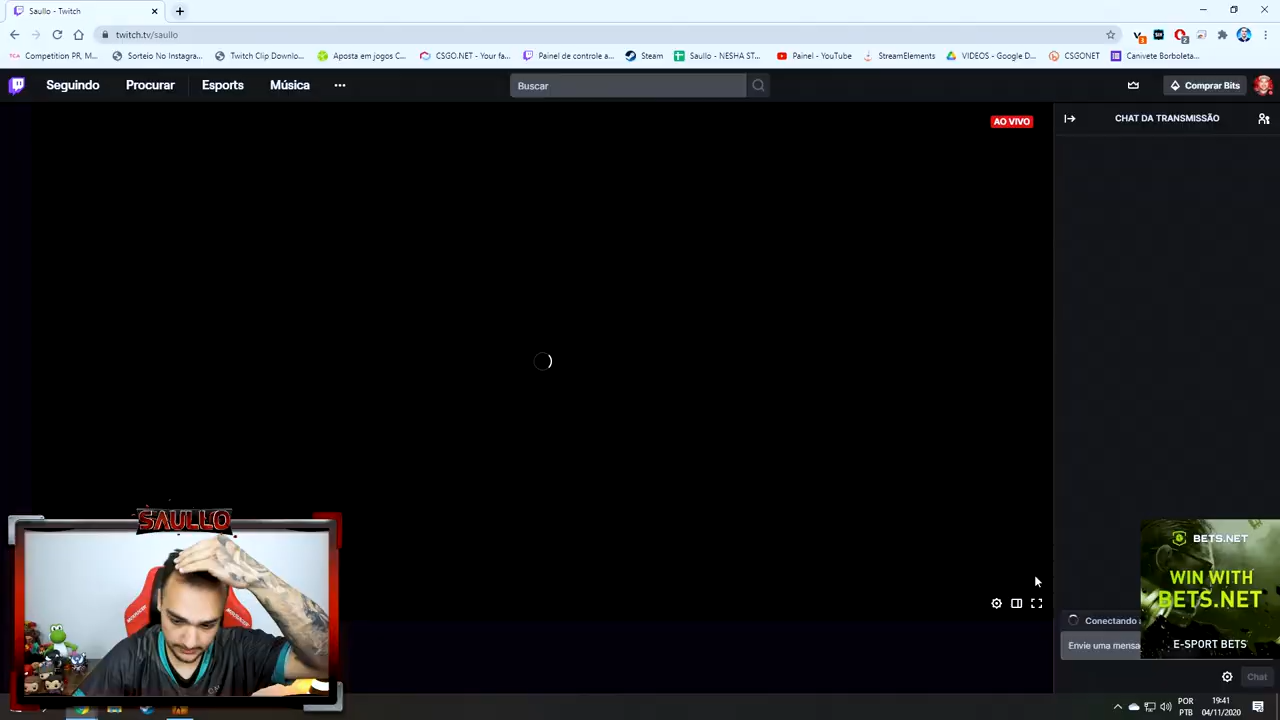 Saullo - Twitch
twitch.tv/saullo
Competition PR, M...
Sorteio No Instagra...
Twitch Clip Downlo...
Aposta em jogos C...
CSGO.NET - Your fa...
Painel de controle a...
Steam
Saullo - NESHA ST...
Painel - YouTube
StreamElements
VIDEOS - Google D...
CSGONET
Canivete Borboleta...
Seguindo
Procurar
Esports
Música
Buscar
Comprar Bits
AO VIVO
CHAT DA TRANSMISSÃO
SAULLO
BETS.NET
WIN WITH
BETS.NET
E-SPORT BETS
Conectando a
Envie uma mensa
Chat
POR
PTB
19:41
04/11/2020